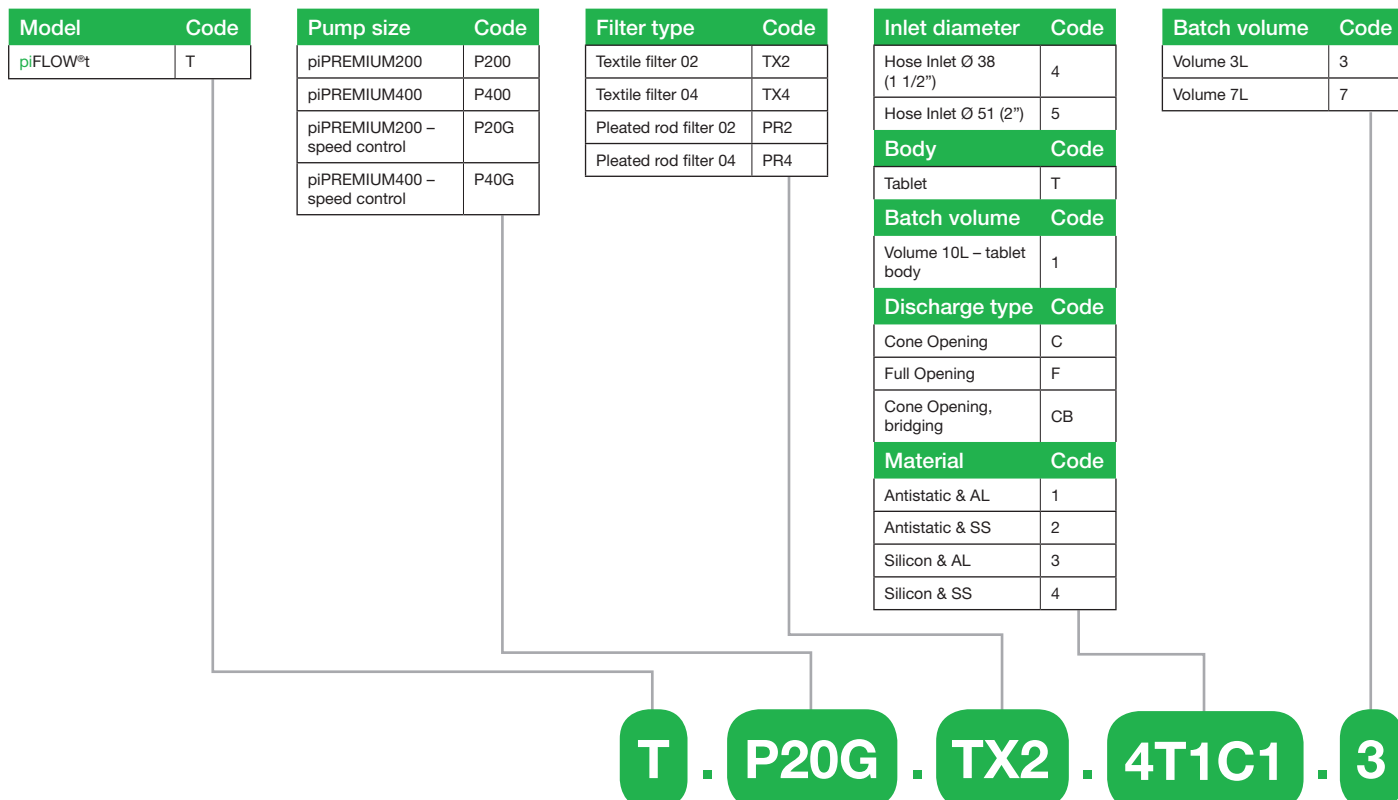 Model Code
piFLOW®t T
Pump size Code
piPREMIUM200 P200
piPREMIUM400 P400
piPREMIUM200 – P20G
speed control
piPREMIUM400 – P40G
speed control
Filter type Code
Textile filter 02 TX2
Textile filter 04 TX4
Pleated rod filter 02 PR2
Pleated rod filter 04 PR4
Inlet diameter Code
Hose Inlet Ø 38
(1 1/2”) 4
Hose Inlet Ø 51 (2”) 5
Body Code
Tablet T
Batch volume Code
Volume 10L – tablet
body 1
Discharge type Code
Cone Opening C
Full Opening F
Cone Opening,
bridging CB
Material Code
Antistatic & AL 1
Antistatic & SS 2
Silicon & AL 3
Silicon & SS 4
Batch volume Code
Volume 3L 3
Volume 7L 7
T . P20G . TX2 . 4T1C1 . 3